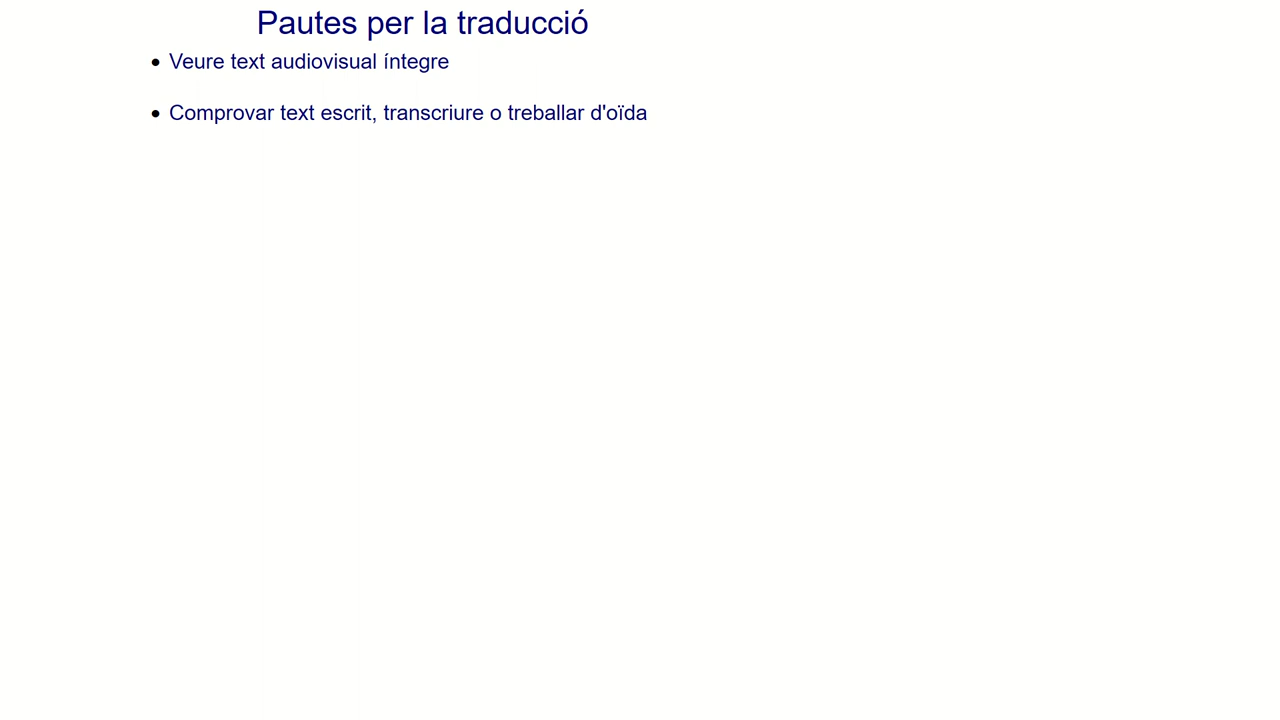 Pautes per la traducció
Veure text audiovisual íntegre
Comprovar text escrit, transcriure o treballar d'oïda